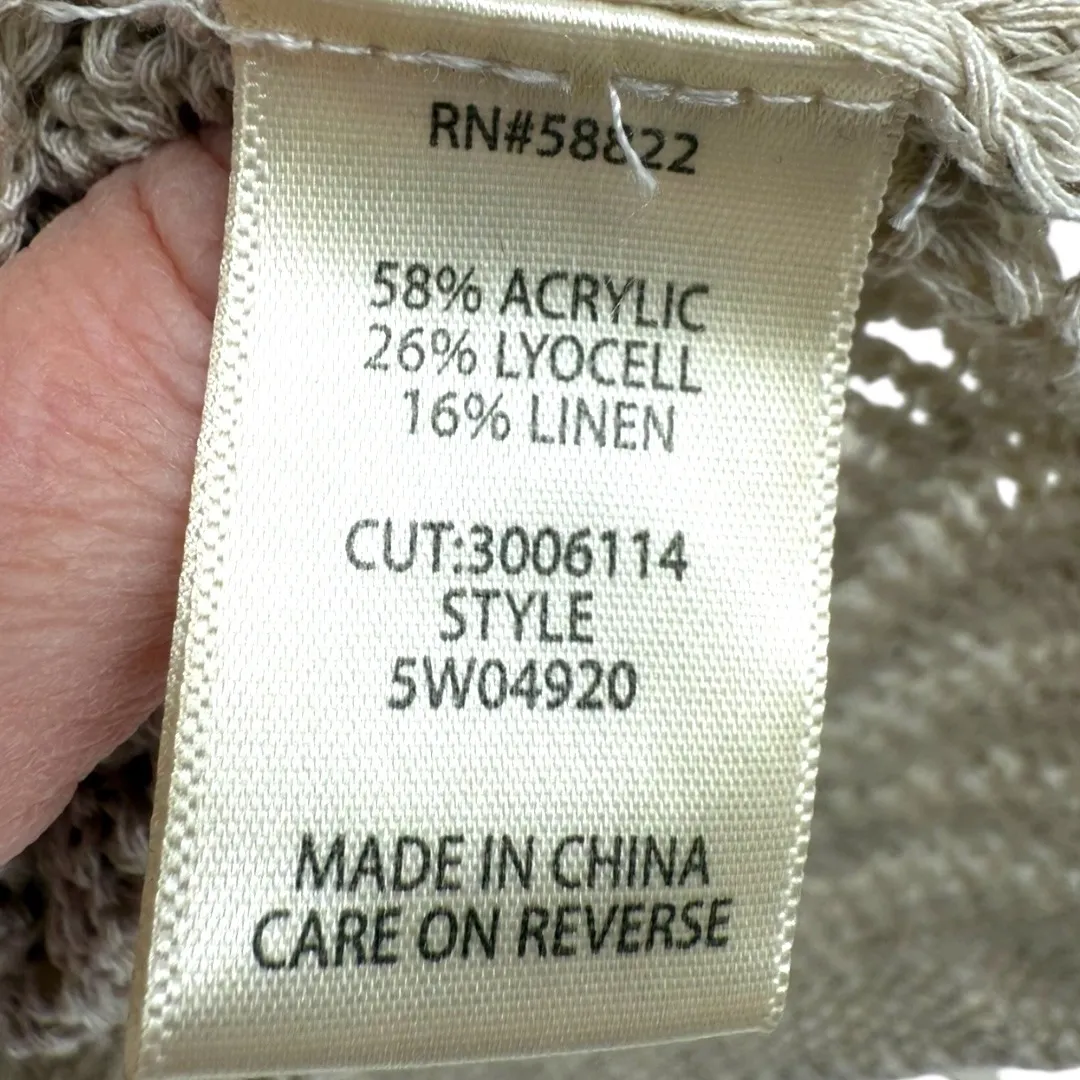 RN#58822
58% ACRYLIC
26% LYOCELL
16% LINEN
CUT:3006114
STYLE
5W04920
MADE IN CHINA
CARE ON REVERSE